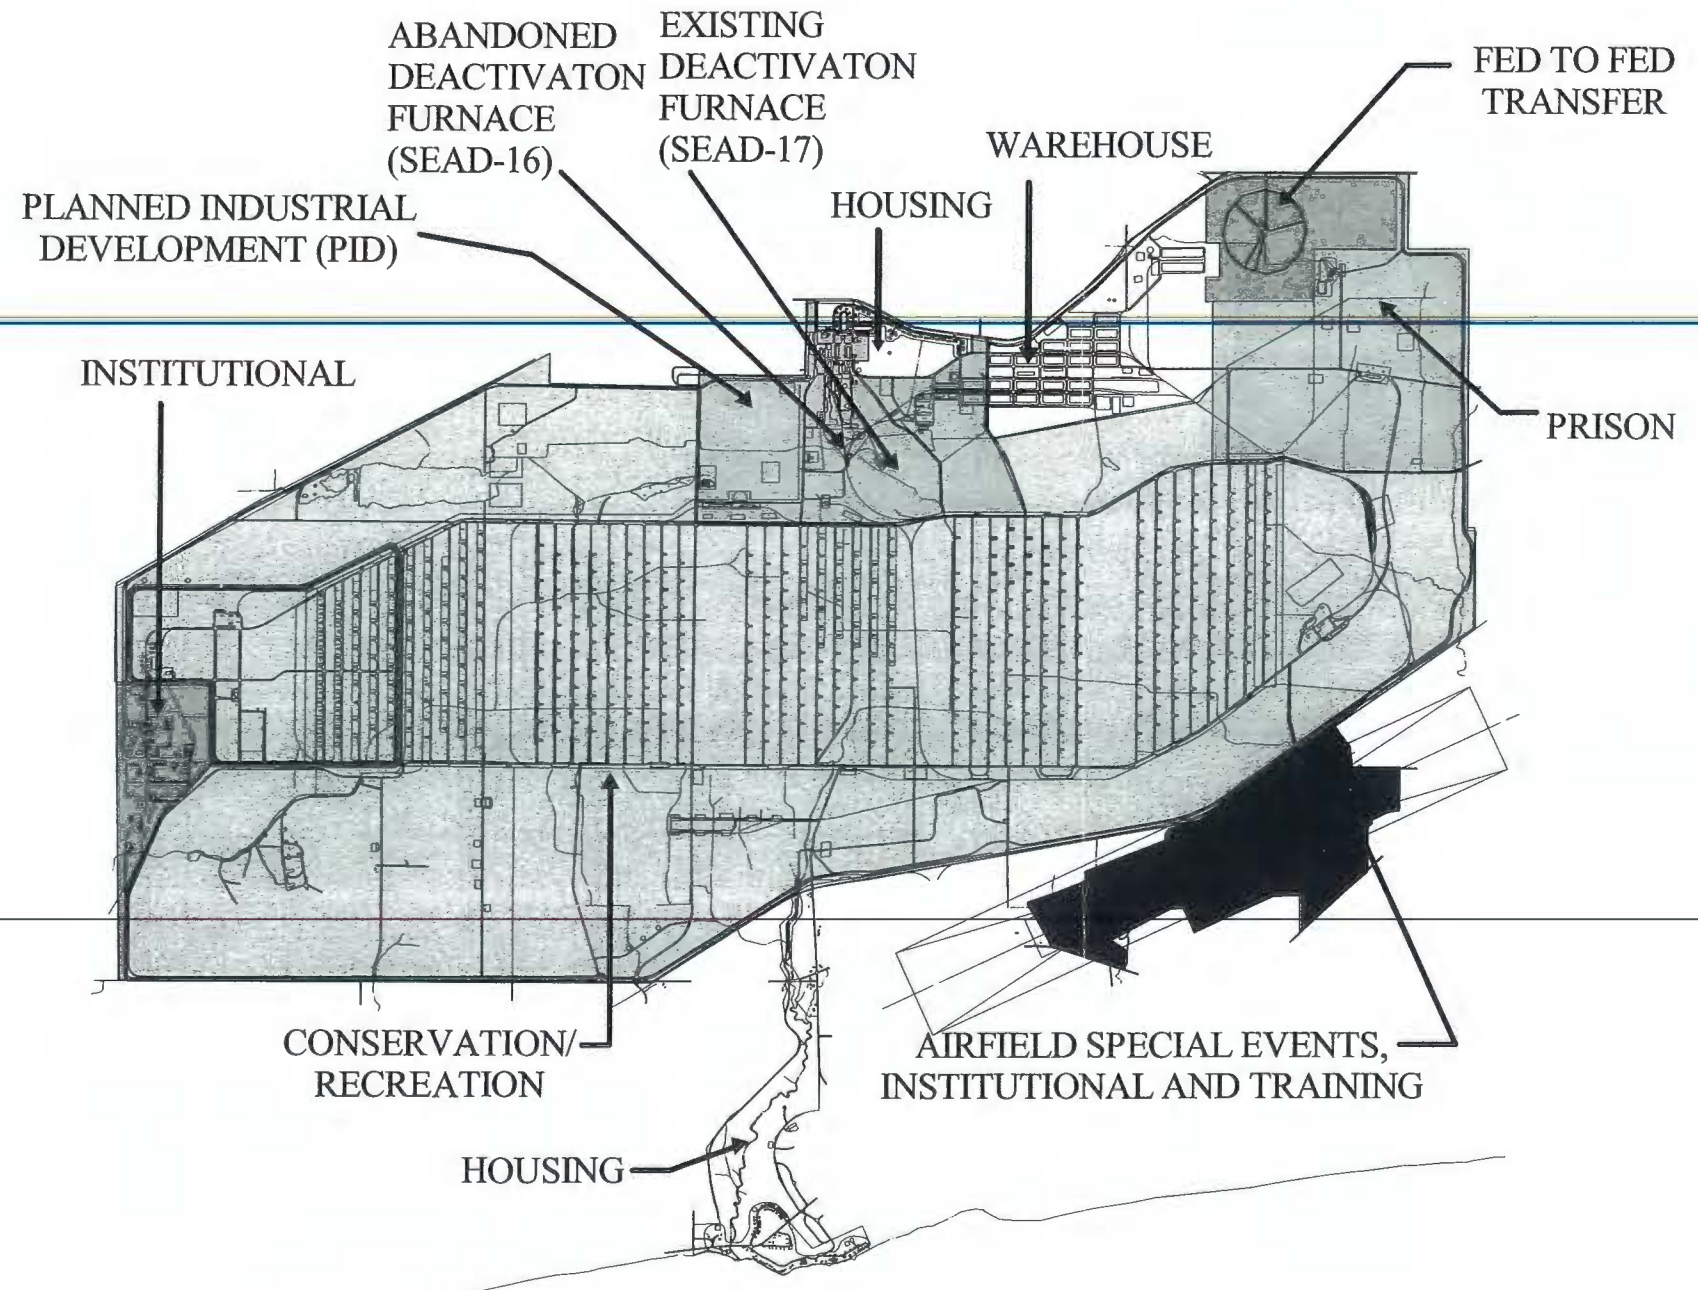 ABANDONED
DEACTIVATON
FURNACE
(SEAD-16)
EXISTING
DEACTIVATON
FURNACE
(SEAD-17)
FED TO FED
TRANSFER
WAREHOUSE
HOUSING
PLANNED INDUSTRIAL
DEVELOPMENT (PID)
INSTITUTIONAL
PRISON
CONSERVATION/
RECREATION
AIRFIELD SPECIAL EVENTS,
INSTITUTIONAL AND TRAINING
HOUSING